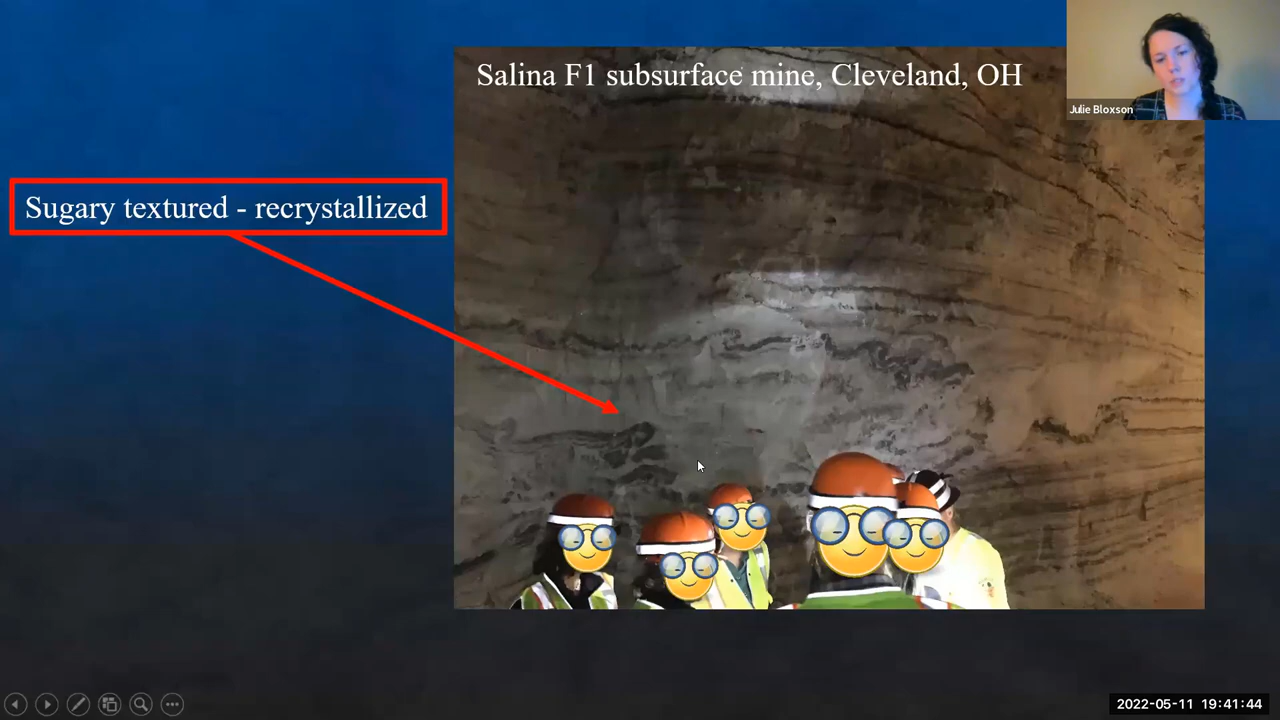 Salina F1 subsurface mine, Cleveland, OH
Julie Bloxson
Sugary textured - recrystallized
2022-05-11 19:41:44